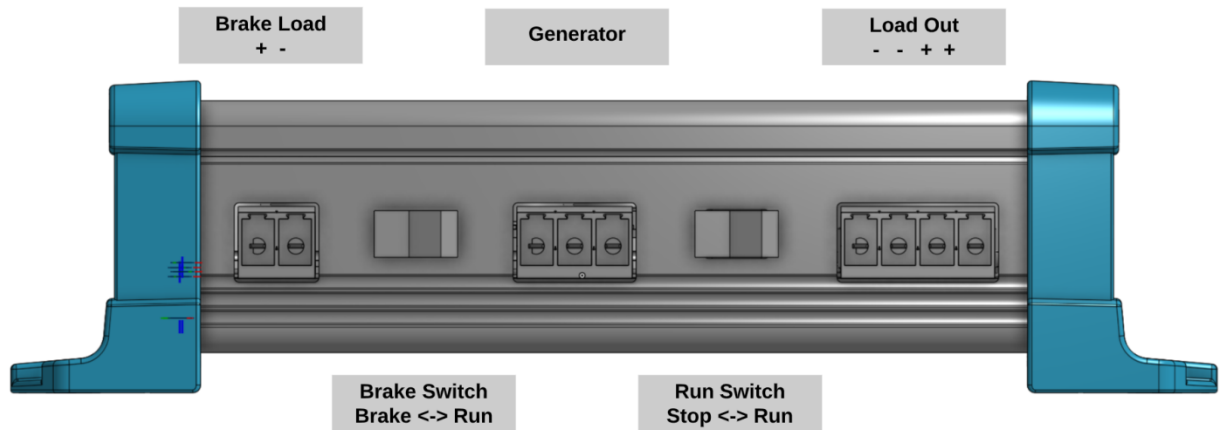 Brake Load
+ -
Generator
Load Out
- - + +
Brake Switch
Brake <-> Run
Run Switch
Stop <-> Run